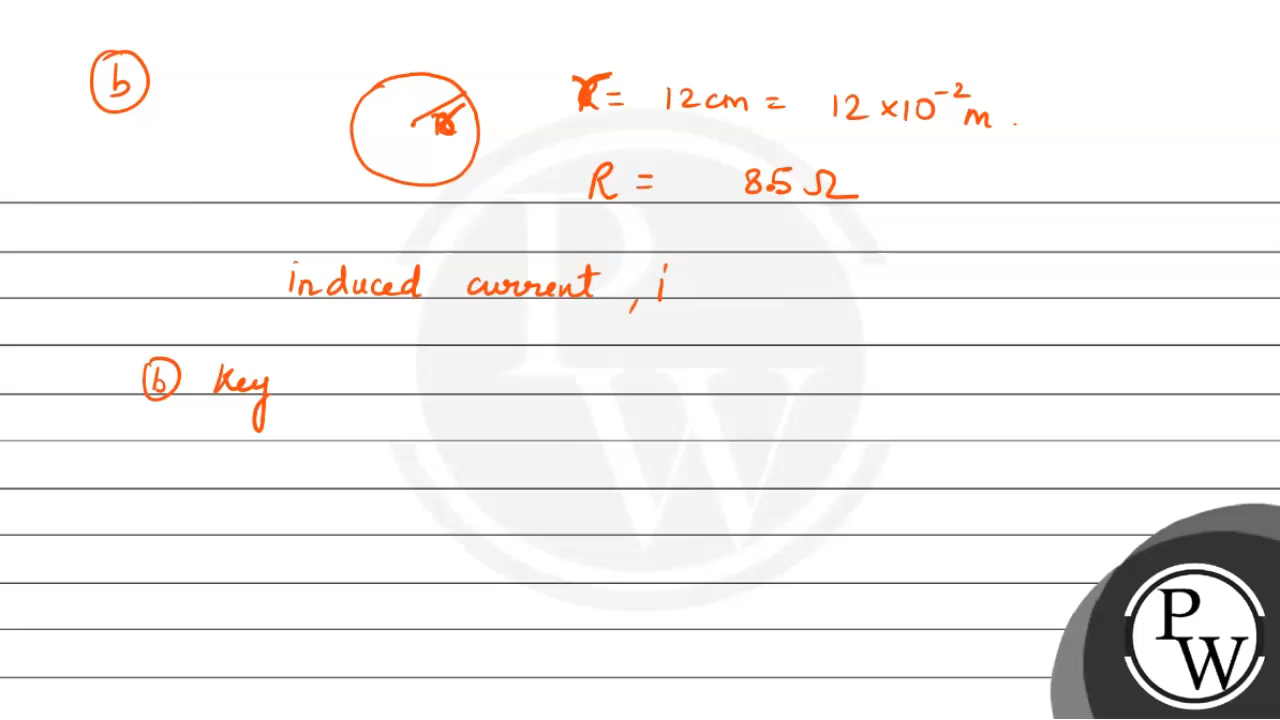 b
r = 12 cm = 12 × 10⁻² m.
R = 8.5 Ω
induced current, i
b Key
P
W
P
W